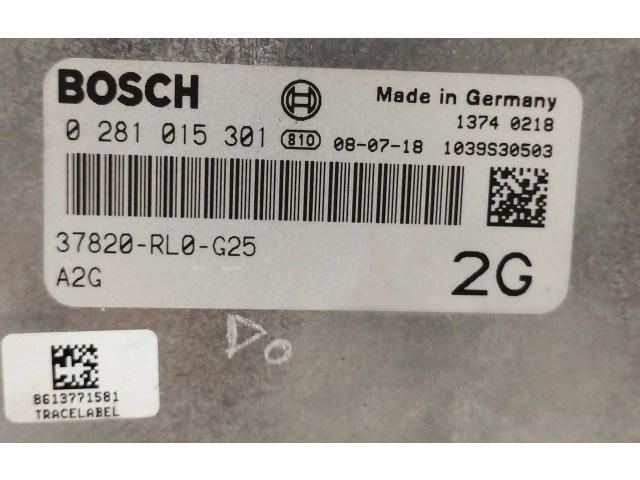 BOSCH
Made in Germany
1374 0218
0 281 015 301 810 08-07-18 1039S30503
37820-RL0-G25
A2G
2G
Do
8613771581
TRACELABEL